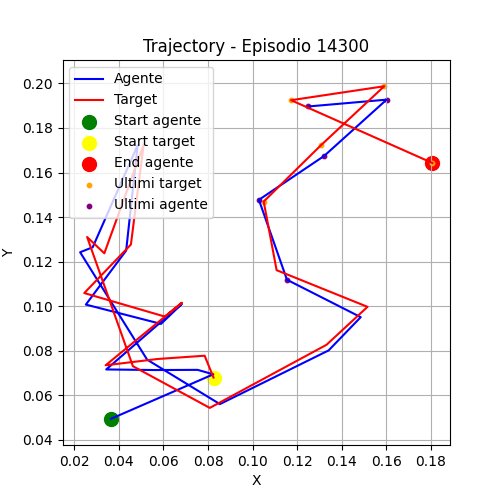 Trajectory - Episodio 14300
Agente
Target
Start agente
Start target
End agente
Ultimi target
Ultimi agente
0.20
0.18
0.16
0.14
0.12
0.10
0.08
0.06
0.04
Y
0.02 0.04 0.06 0.08 0.10 0.12 0.14 0.16 0.18
X